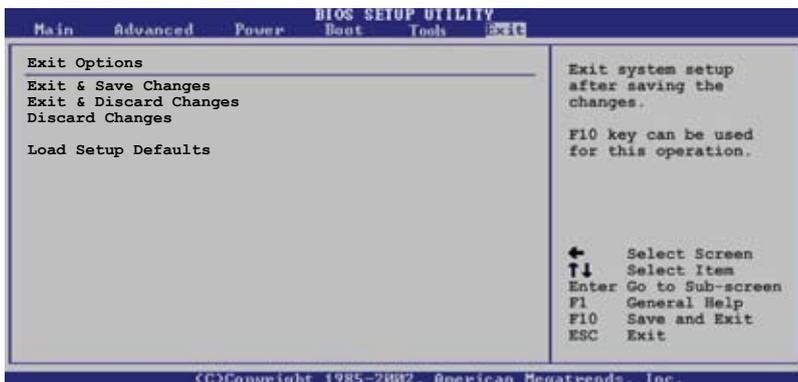 BIOS SETUP UTILITY
Main Advanced Power Boot Tools Exit
Exit Options
Exit & Save Changes
Exit & Discard Changes
Discard Changes
Load Setup Defaults
Exit system setup
after saving the
changes.
F10 key can be used
for this operation.
← Select Screen
↑↓ Select Item
Enter Go to Sub-screen
F1 General Help
F10 Save and Exit
ESC Exit
(C)Copyright 1985-2002, American Megatrends, Inc.